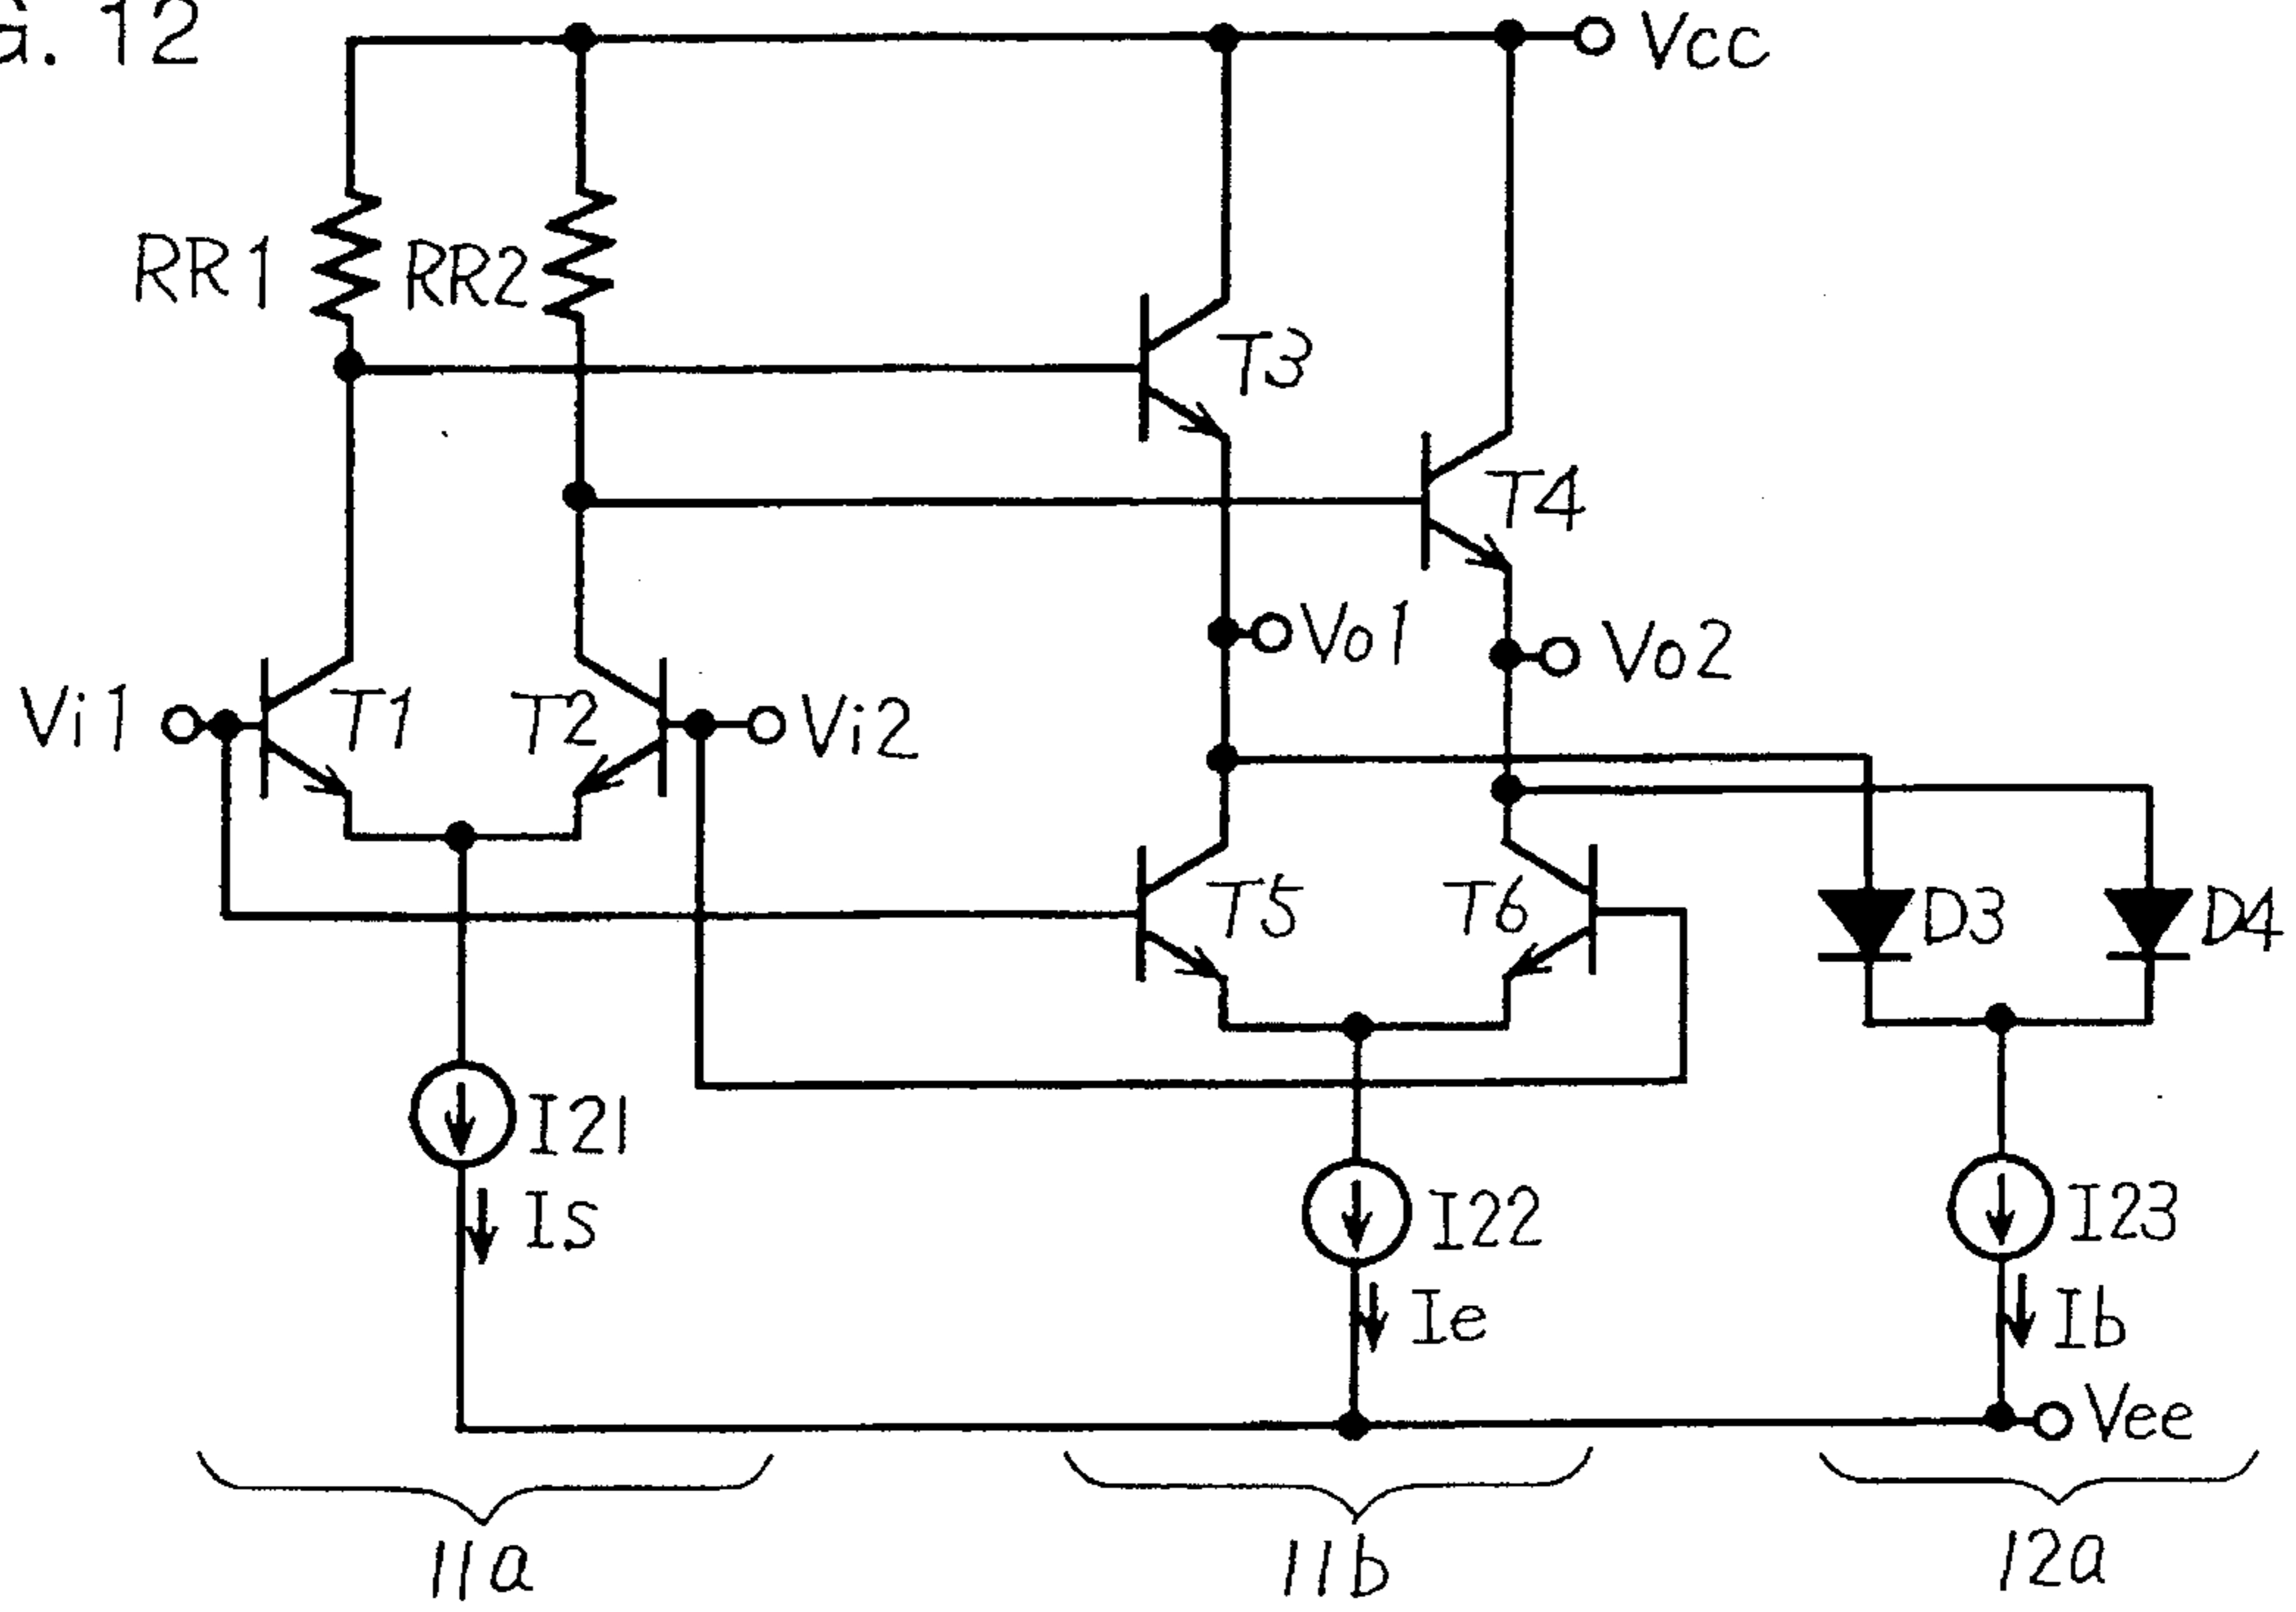 12
Vcc
RR1
RR2
T3
T4
Vo1
Vo2
Vi1
T1
T2
Vi2
T5
T6
D3
D4
I21
Is
I22
I23
Ie
Ib
Vee
11a
11b
12a